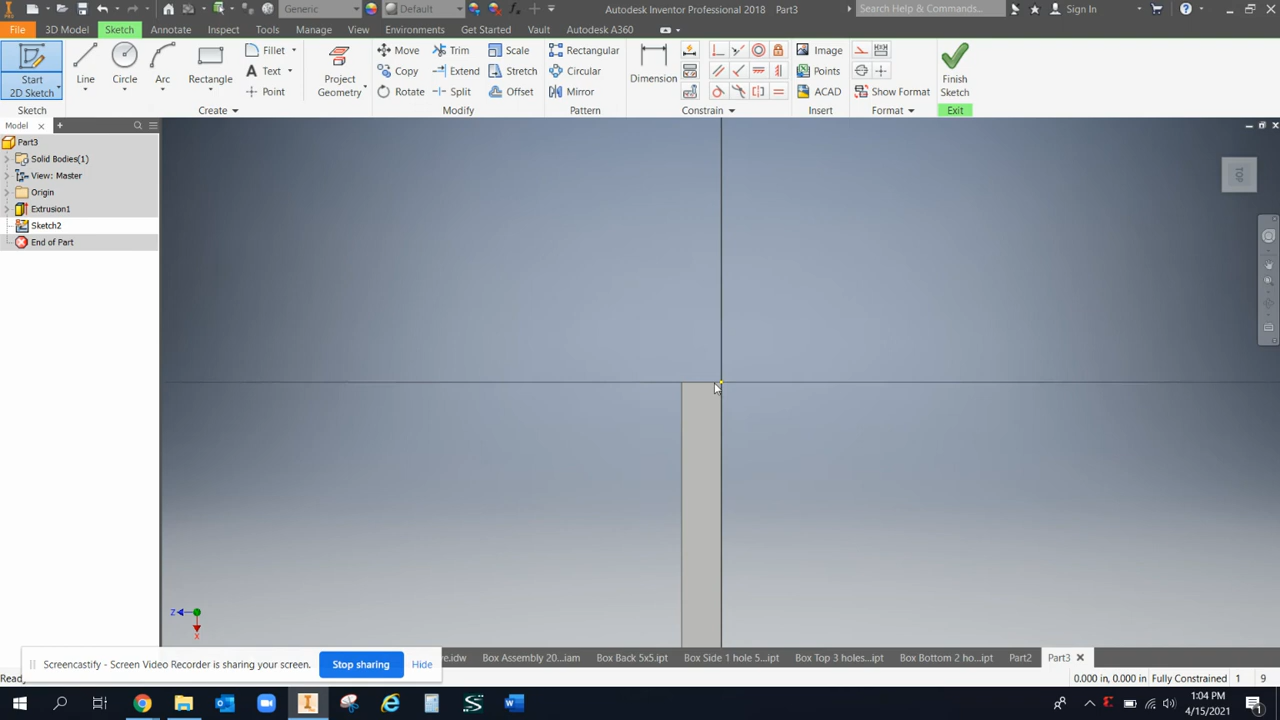 Generic
Default
Autodesk Inventor Professional 2018   Part3
Search Help & Commands...
Sign In
File
3D Model
Sketch
Annotate
Inspect
Tools
Manage
View
Environments
Get Started
Vault
Autodesk A360
Start
2D Sketch
Line
Circle
Arc
Rectangle
Fillet
Text
Point
Project
Geometry
Move
Copy
Rotate
Trim
Extend
Split
Scale
Stretch
Offset
Rectangular
Circular
Mirror
Dimension
Image
Points
ACAD
Show Format
Finish
Sketch
Sketch
Create
Modify
Pattern
Constrain
Insert
Format
Exit
Model
Part3
Solid Bodies(1)
View: Master
Origin
Extrusion1
Sketch2
End of Part
TOP
Z
X
Screencastify - Screen Video Recorder is sharing your screen.
Stop sharing
Hide
ve.idw
Box Assembly 20...iam
Box Back 5x5.ipt
Box Side 1 hole 5....ipt
Box Top 3 holes...ipt
Box Bottom 2 ho...ipt
Part2
Part3
Ready
0.000 in, 0.000 in
Fully Constrained
1
9
1:04 PM
4/15/2021
1